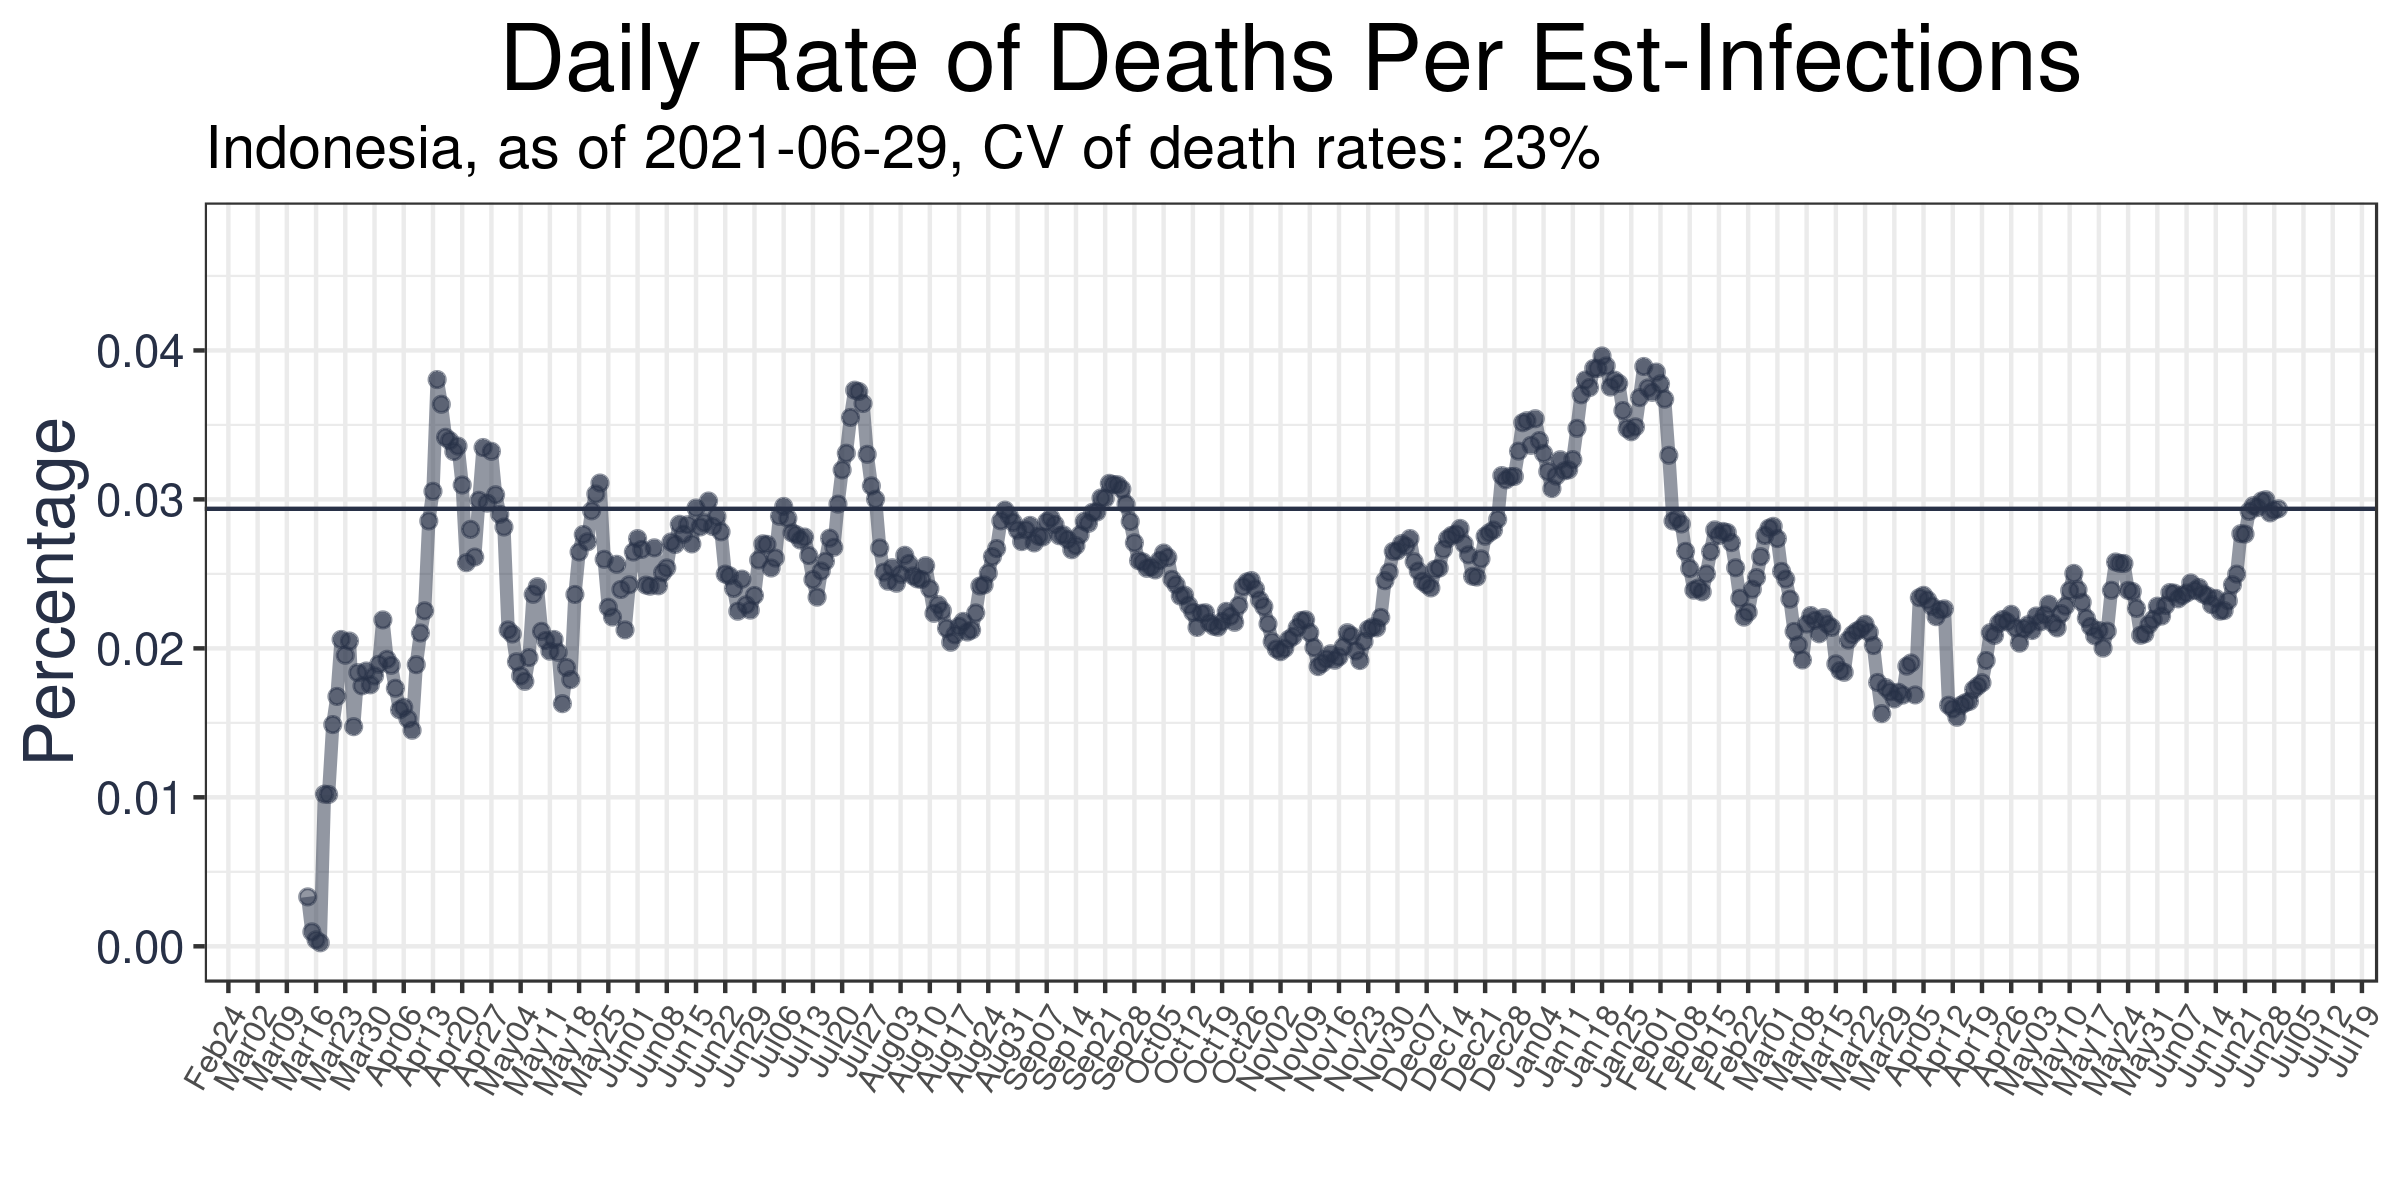 Daily Rate of Deaths Per Est-Infections
Indonesia, as of 2021-06-29, CV of death rates: 23%
Percentage
0.04
0.03
0.02
0.01
0.00
Feb24
Mar02
Mar09
Mar16
Mar23
Mar30
Apr06
Apr13
Apr20
Apr27
May04
May11
May18
May25
Jun01
Jun08
Jun15
Jun22
Jun29
Jul06
Jul13
Jul20
Jul27
Aug03
Aug10
Aug17
Aug24
Aug31
Sep07
Sep14
Sep21
Sep28
Oct05
Oct12
Oct19
Oct26
Nov02
Nov09
Nov16
Nov23
Nov30
Dec07
Dec14
Dec21
Dec28
Jan04
Jan11
Jan18
Jan25
Feb01
Feb08
Feb15
Feb22
Mar01
Mar08
Mar15
Mar22
Mar29
Apr05
Apr12
Apr19
Apr26
May03
May10
May17
May24
May31
Jun07
Jun14
Jun21
Jun28
Jul05
Jul12
Jul19